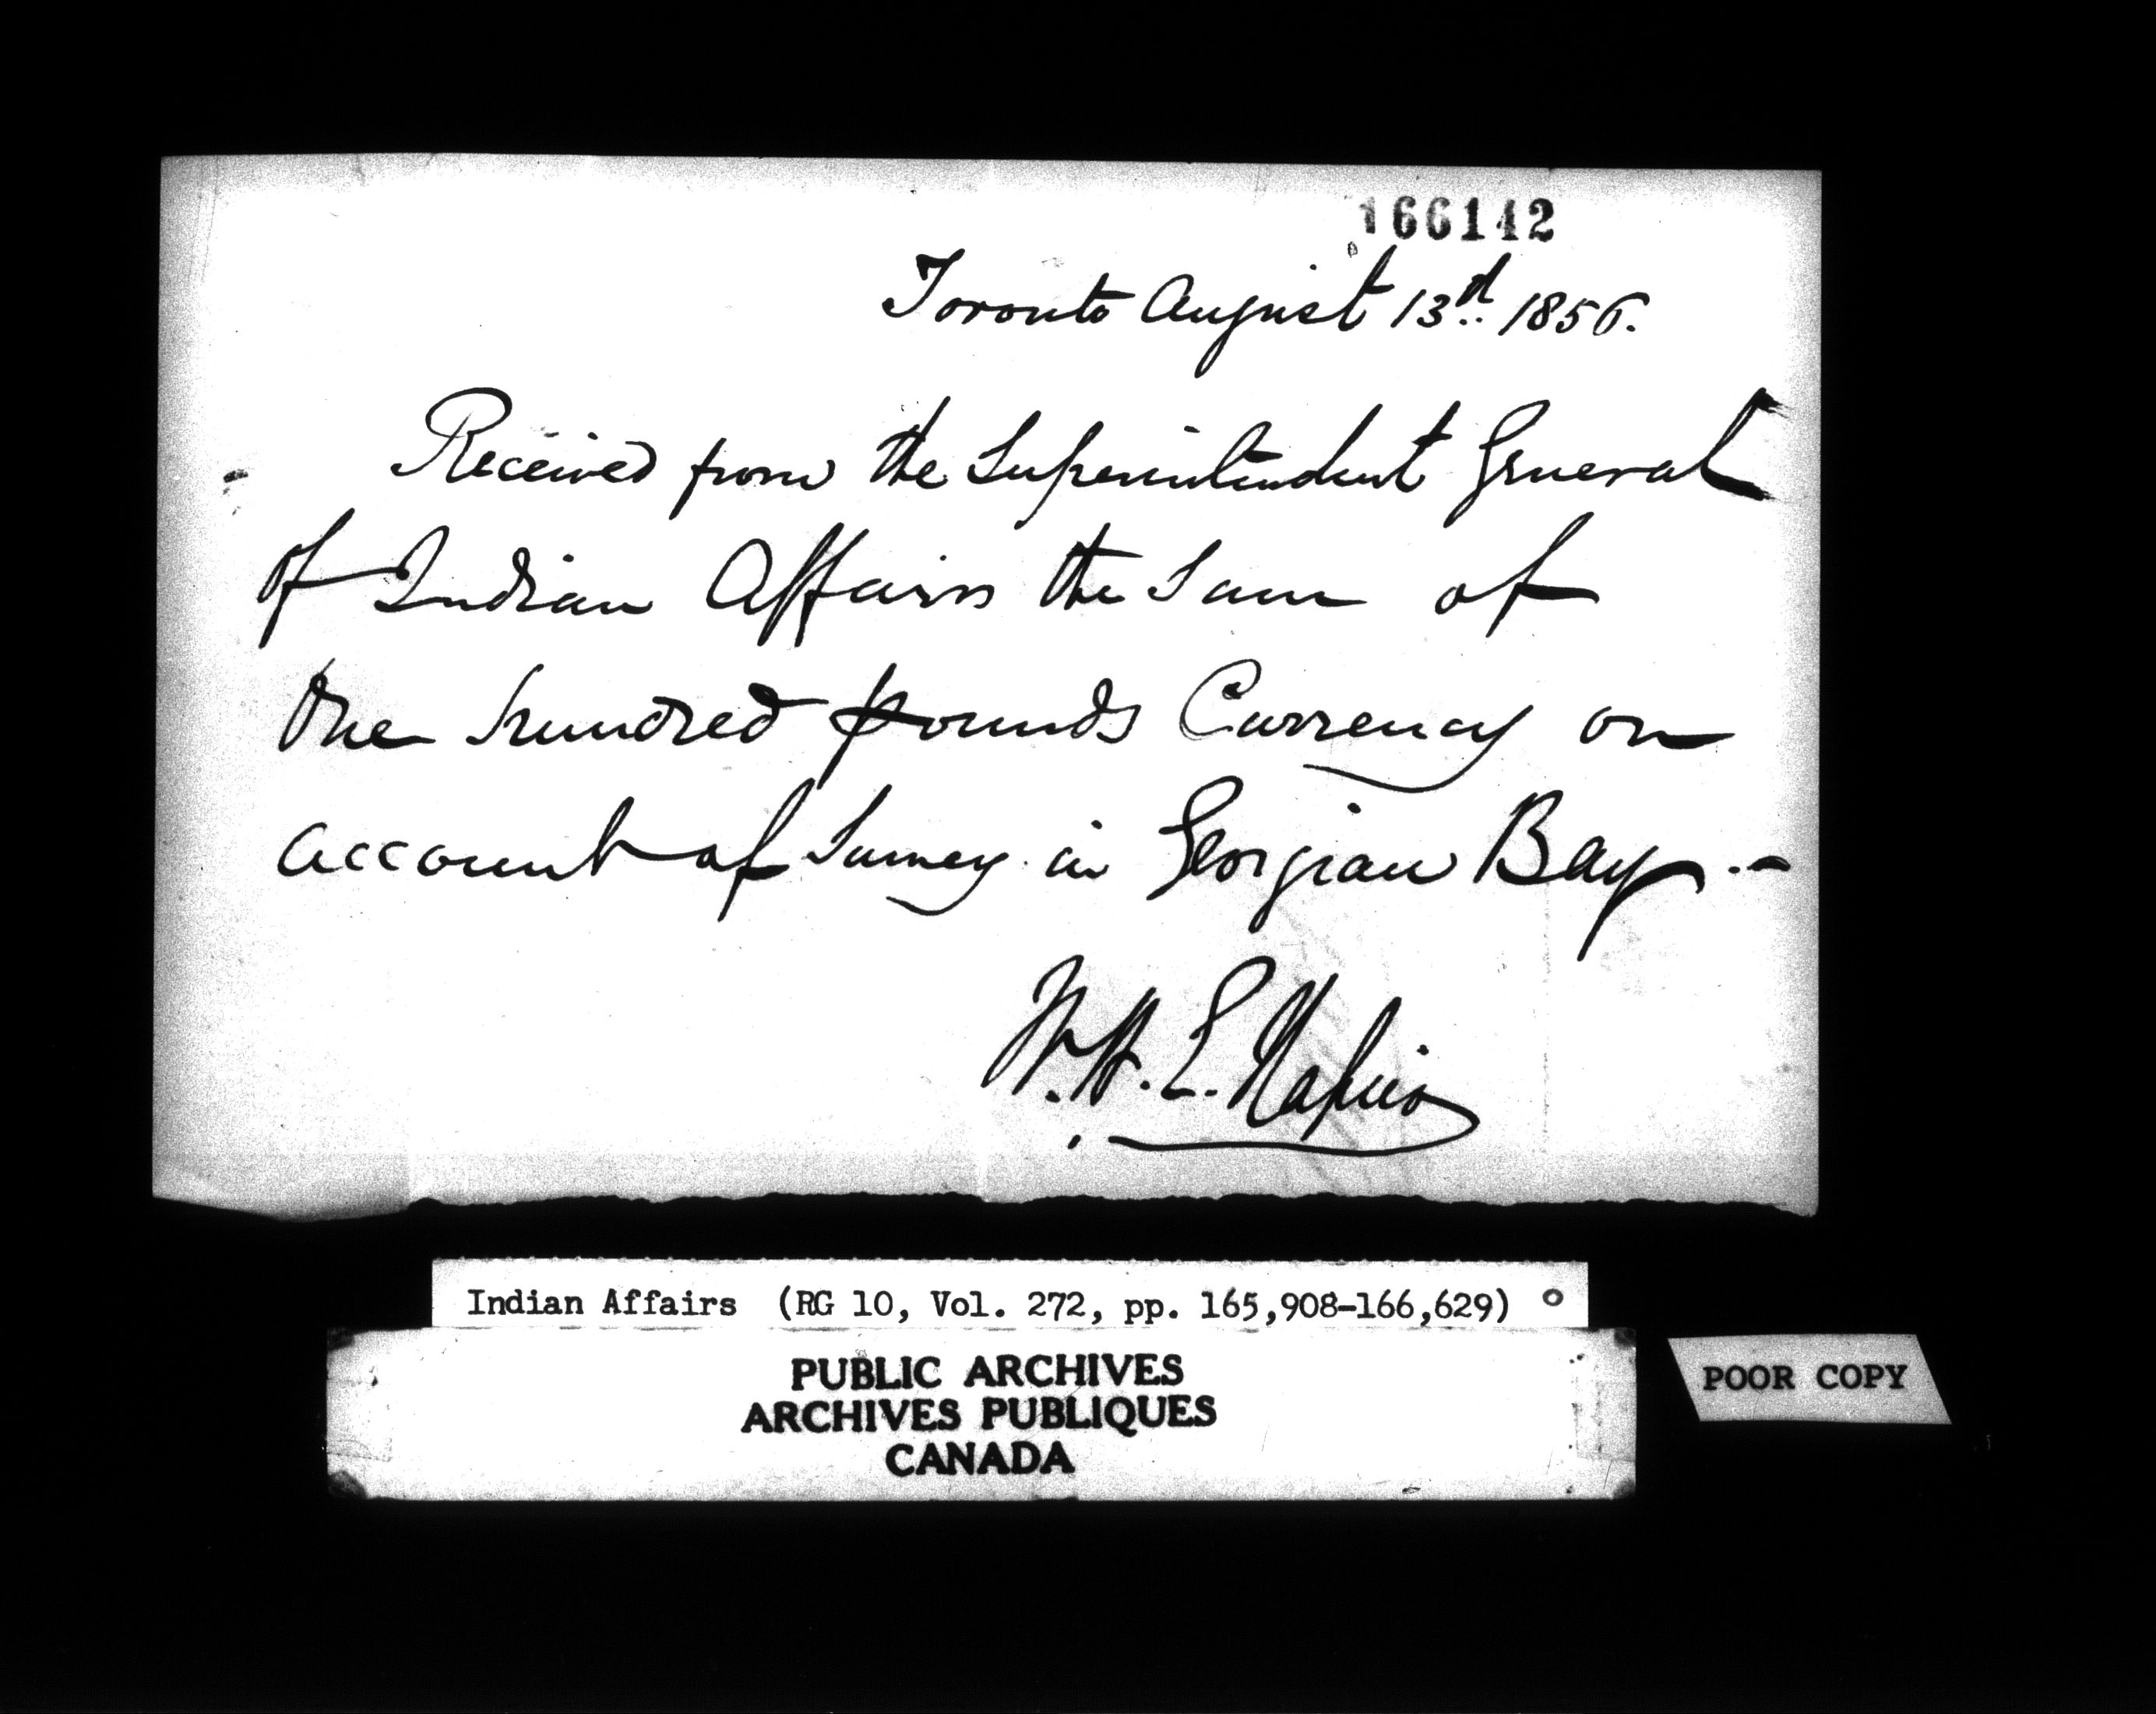 166142
Toronto August 13th. 1856.
Received from the Superintendent General
of Indian Affairs the Sum of
One hundred pounds Currency on
account of Survey in Georgian Bay. -
W. H. E. Napier
Indian Affairs (RG 10, Vol. 272, pp. 165,908-166,629)
PUBLIC ARCHIVES
ARCHIVES PUBLIQUES
CANADA
POOR COPY